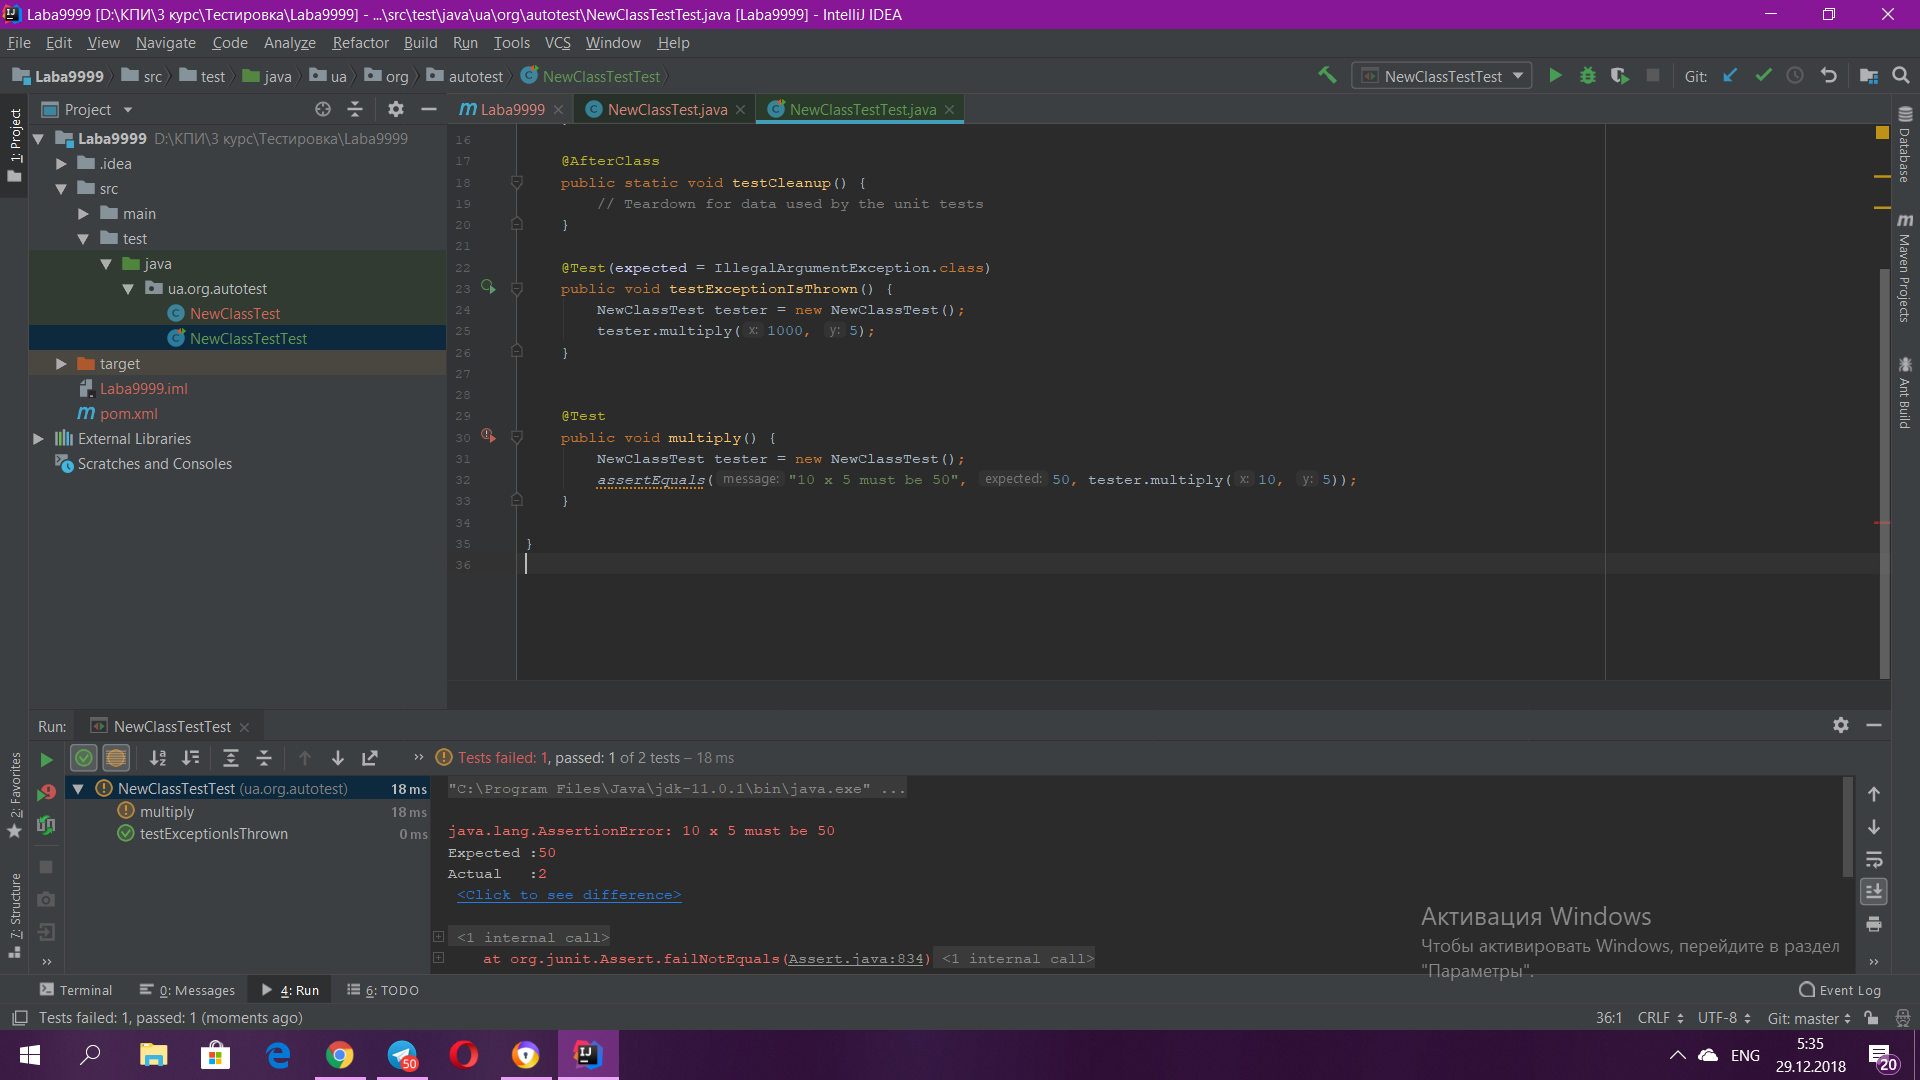 Laba9999 [D:\КПИ\3 курс\Тестировка\Laba9999] - ...\src\test\java\ua\org\autotest\NewClassTestTest.java [Laba9999] - IntelliJ IDEA
File Edit View Navigate Code Analyze Refactor Build Run Tools VCS Window Help
Laba9999 src test java ua org autotest NewClassTestTest
NewClassTestTest Git:
1: Project
Project
Laba9999 NewClassTest.java NewClassTestTest.java
Laba9999 D:\КПИ\3 курс\Тестировка\Laba9999
.idea
src
main
test
java
ua.org.autotest
NewClassTest
NewClassTestTest
target
Laba9999.iml
pom.xml
External Libraries
Scratches and Consoles
16
17 @AfterClass
18 public static void testCleanup() {
19 // Teardown for data used by the unit tests
20 }
21
22 @Test(expected = IllegalArgumentException.class)
23 public void testExceptionIsThrown() {
24 NewClassTest tester = new NewClassTest();
25 tester.multiply( x: 1000, y: 5);
26 }
27
28
29 @Test
30 public void multiply() {
31 NewClassTest tester = new NewClassTest();
32 assertEquals( message: "10 x 5 must be 50", expected: 50, tester.multiply( x: 10, y: 5));
33 }
34
35 }
36
Database
Maven Projects
Ant Build
Run: NewClassTestTest
Tests failed: 1, passed: 1 of 2 tests – 18 ms
2: Favorites
7: Structure
NewClassTestTest (ua.org.autotest) 18 ms
multiply 18 ms
testExceptionIsThrown 0 ms
"C:\Program Files\Java\jdk-11.0.1\bin\java.exe" ...
java.lang.AssertionError: 10 x 5 must be 50
Expected :50
Actual :2
<Click to see difference>
<1 internal call>
at org.junit.Assert.failNotEquals(Assert.java:834) <1 internal call>
Активация Windows
Чтобы активировать Windows, перейдите в раздел
"Параметры".
Terminal 0: Messages 4: Run 6: TODO Event Log
Tests failed: 1, passed: 1 (moments ago) 36:1 CRLF UTF-8 Git: master
50
ENG
5:35
29.12.2018
20